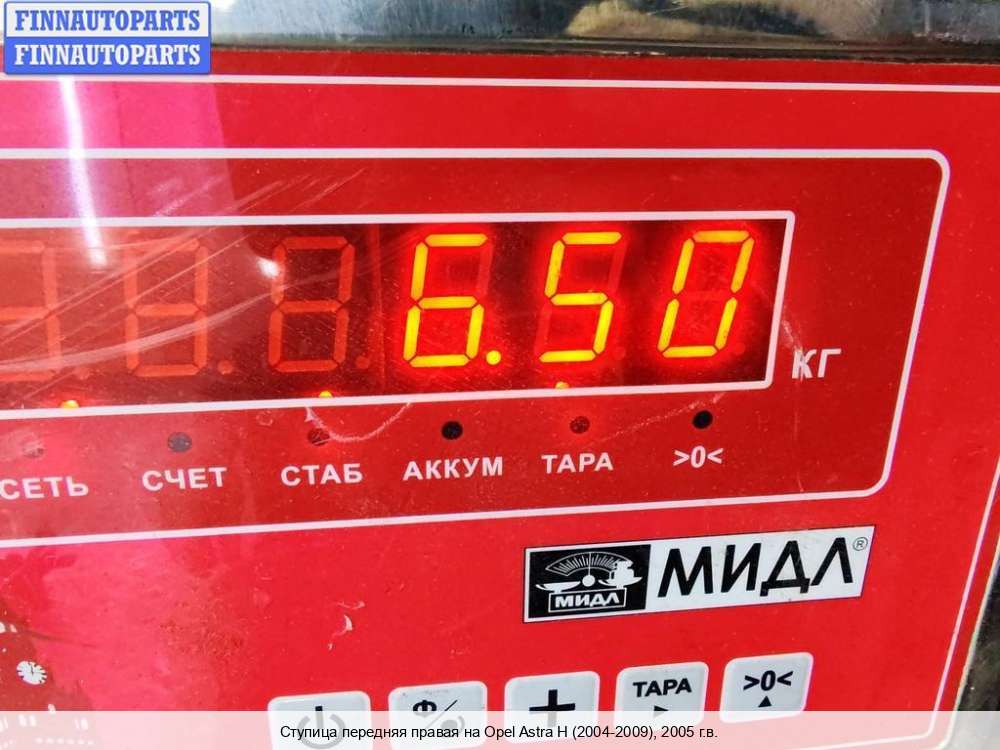 FINNAUTOPARTS
FINNAUTOPARTS
6.50
КГ
СЕТЬ СЧЕТ СТАБ АККУМ ТАРА >0<
МИДЛ МИДЛ®
Ф/
+ ТАРА >0<
Ступица передняя правая на Opel Astra H (2004-2009), 2005 г.в.